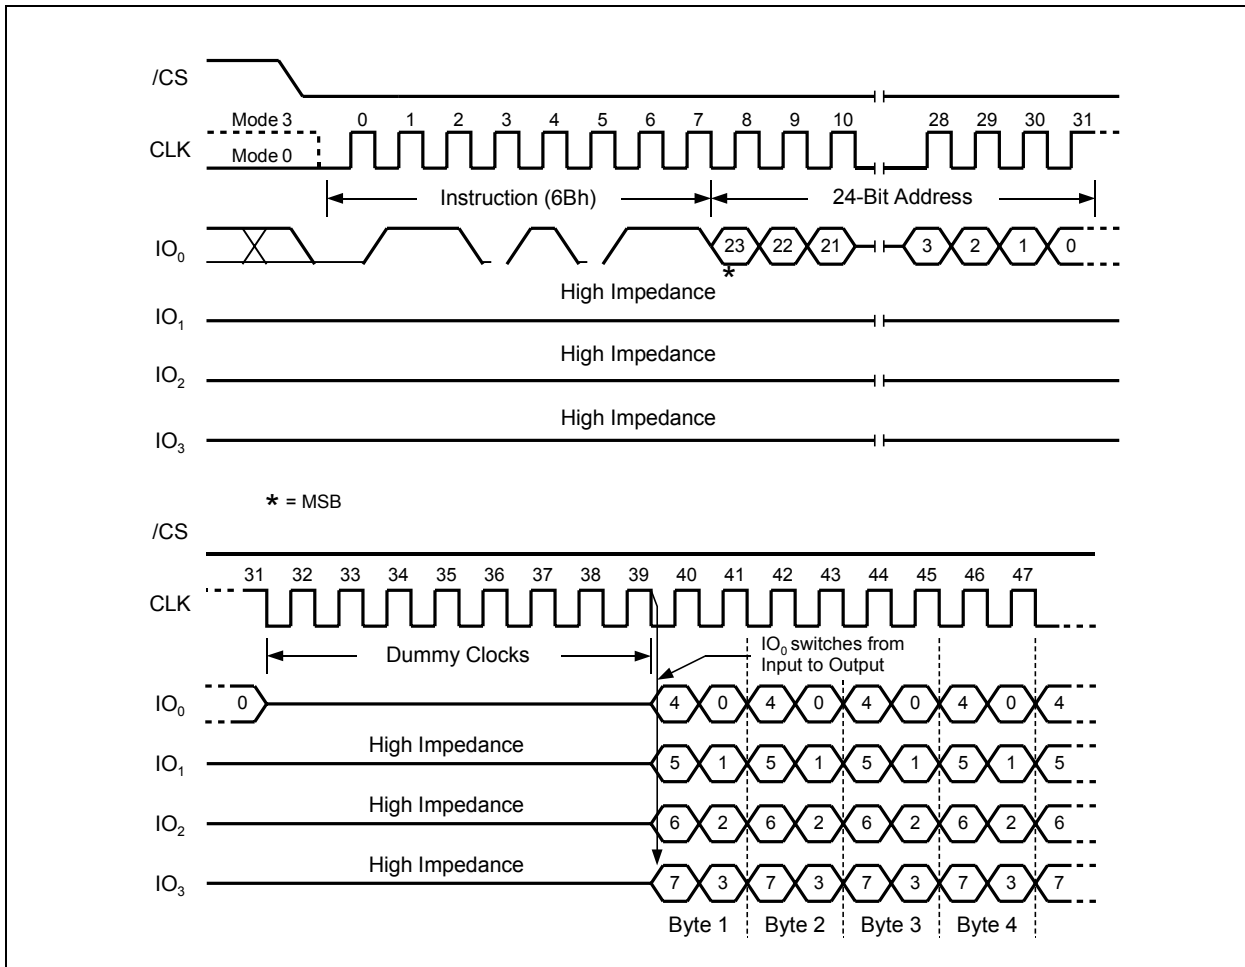 /CS
Mode 3 0 1 2 3 4 5 6 7 8 9 10 28 29 30 31
CLK
Mode 0
Instruction (6Bh) 24-Bit Address
IO0 23 22 21 3 2 1 0
*
High Impedance
IO1
High Impedance
IO2
High Impedance
IO3
* = MSB
/CS
31 32 33 34 35 36 37 38 39 40 41 42 43 44 45 46 47
CLK
Dummy Clocks
IO0 switches from
Input to Output
IO0 0 4 0 4 0 4 0 4 0 4
High Impedance
IO1 5 1 5 1 5 1 5 1 5
High Impedance
IO2 6 2 6 2 6 2 6 2 6
High Impedance
IO3 7 3 7 3 7 3 7 3 7
Byte 1 Byte 2 Byte 3 Byte 4